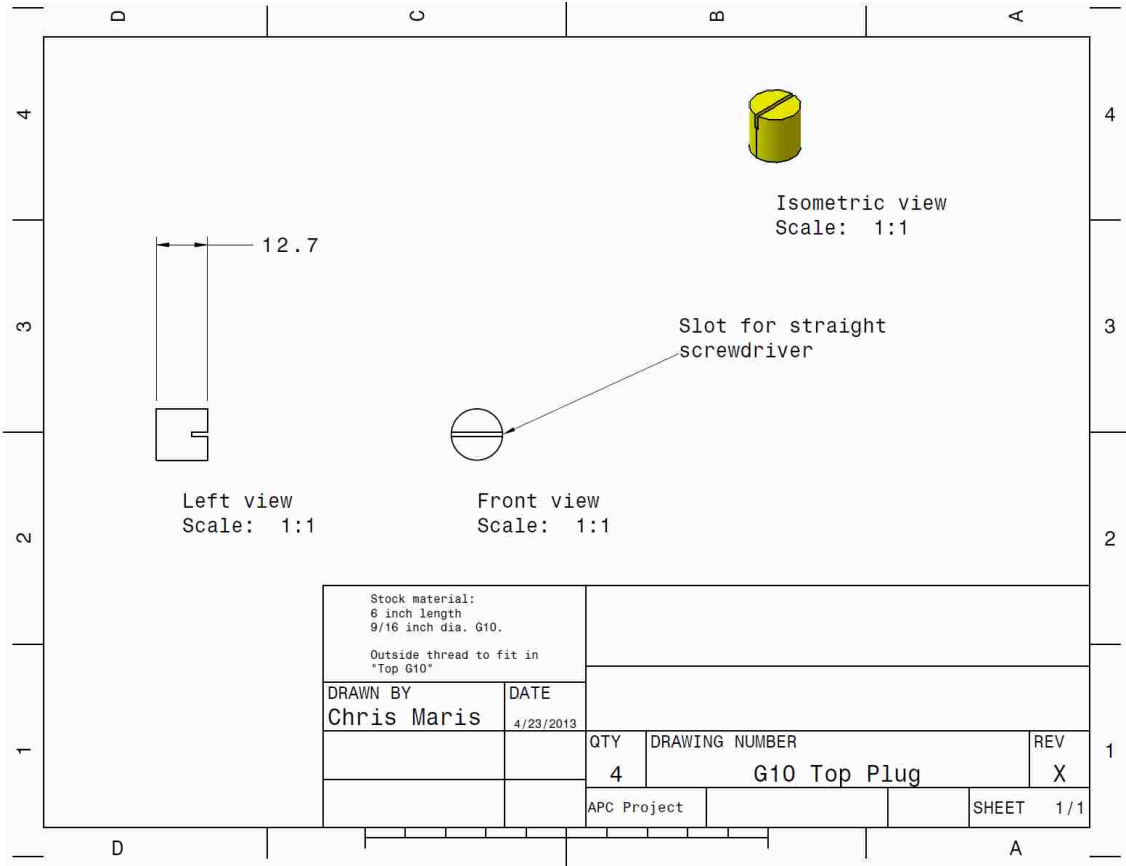 D C B A
4 4
Isometric view
Scale: 1:1
12.7
3 3
Slot for straight
screwdriver
Left view
Scale: 1:1
Front view
Scale: 1:1
2 2
Stock material:
6 inch length
9/16 inch dia. G10.
Outside thread to fit in
"Top G10"
DRAWN BY
Chris Maris
DATE
4/23/2013
QTY
4
DRAWING NUMBER
G10 Top Plug
REV
X
1 1
APC Project
SHEET 1/1
D A